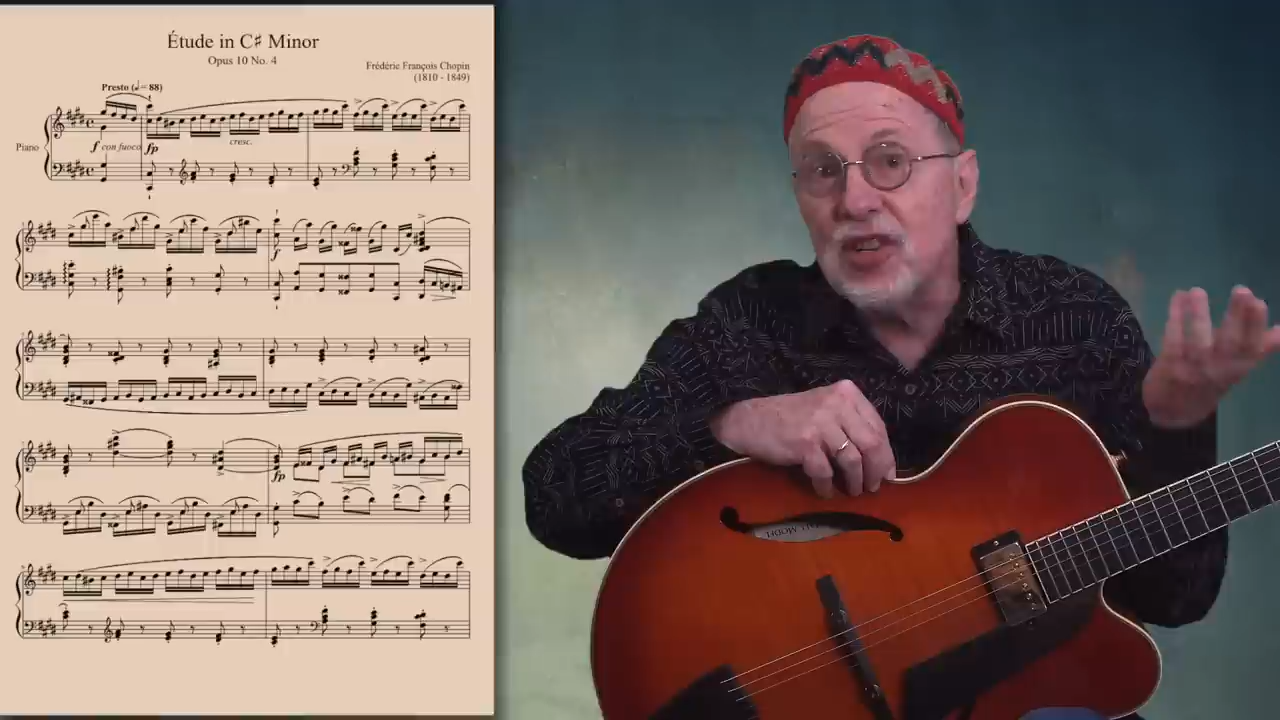 Étude in C♯ Minor
Opus 10 No. 4
Frédéric François Chopin
(1810 - 1849)
Presto (𝅗𝅥 = 88)
Piano
f con fuoco fp
cresc.
f
fp